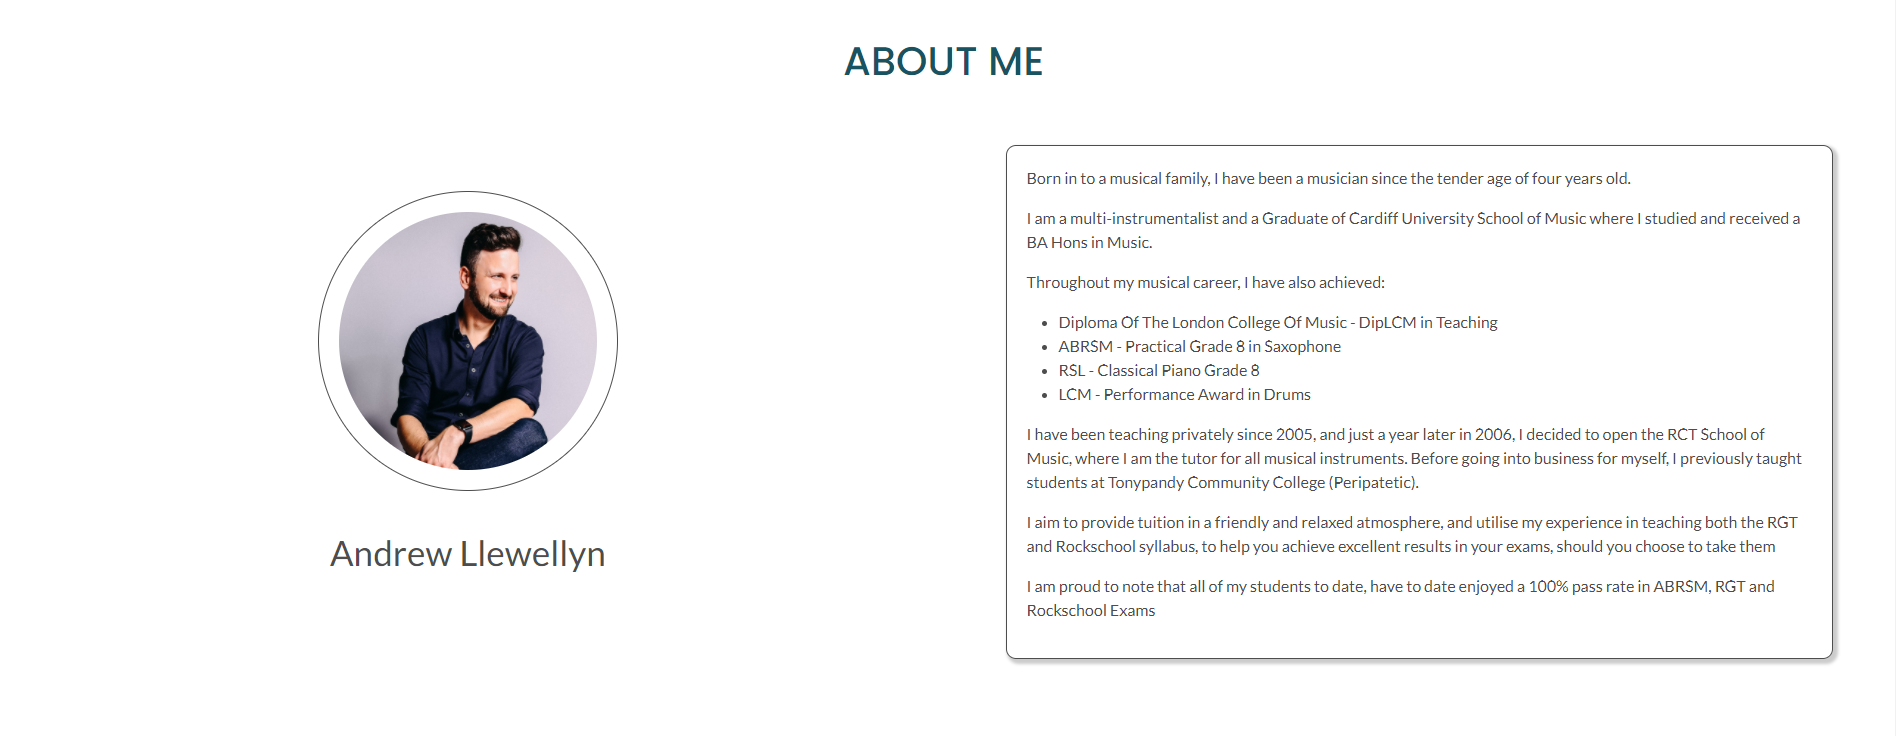 ABOUT ME
Andrew Llewellyn
Born in to a musical family, I have been a musician since the tender age of four years old.
I am a multi-instrumentalist and a Graduate of Cardiff University School of Music where I studied and received a
BA Hons in Music.
Throughout my musical career, I have also achieved:
• Diploma Of The London College Of Music - DipLCM in Teaching
• ABRSM - Practical Grade 8 in Saxophone
• RSL - Classical Piano Grade 8
• LCM - Performance Award in Drums
I have been teaching privately since 2005, and just a year later in 2006, I decided to open the RCT School of
Music, where I am the tutor for all musical instruments. Before going into business for myself, I previously taught
students at Tonypandy Community College (Peripatetic).
I aim to provide tuition in a friendly and relaxed atmosphere, and utilise my experience in teaching both the RGT
and Rockschool syllabus, to help you achieve excellent results in your exams, should you choose to take them
I am proud to note that all of my students to date, have to date enjoyed a 100% pass rate in ABRSM, RGT and
Rockschool Exams